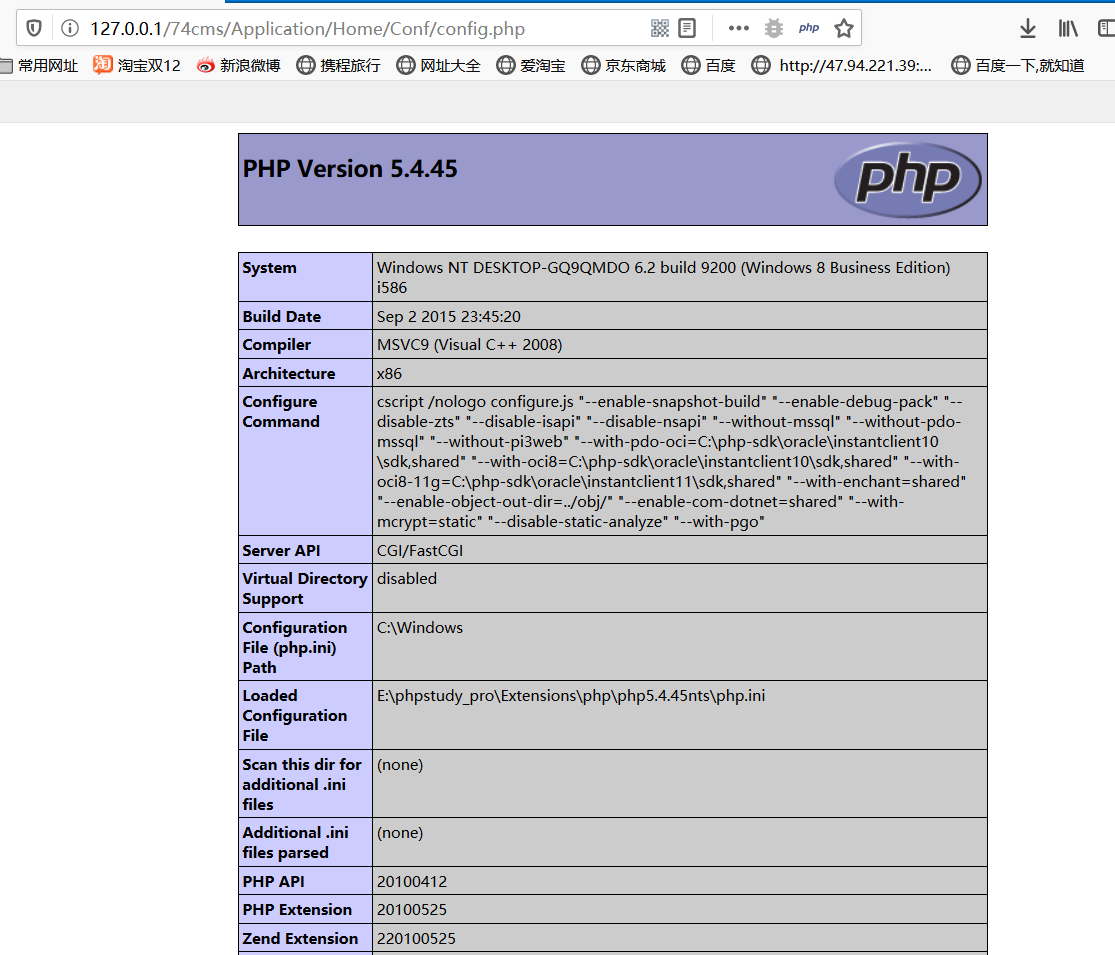 127.0.0.1/74cms/Application/Home/Conf/config.php
php
常用网址 淘 淘宝双12 新浪微博 携程旅行 网址大全 爱淘宝 京东商城 百度 http://47.94.221.39:... 百度一下,就知道
PHP Version 5.4.45
php
System
Windows NT DESKTOP-GQ9QMDO 6.2 build 9200 (Windows 8 Business Edition)
i586
Build Date
Sep 2 2015 23:45:20
Compiler
MSVC9 (Visual C++ 2008)
Architecture
x86
Configure
Command
cscript /nologo configure.js "--enable-snapshot-build" "--enable-debug-pack" "--
disable-zts" "--disable-isapi" "--disable-nsapi" "--without-mssql" "--without-pdo-
mssql" "--without-pi3web" "--with-pdo-oci=C:\php-sdk\oracle\instantclient10
\sdk,shared" "--with-oci8=C:\php-sdk\oracle\instantclient10\sdk,shared" "--with-
oci8-11g=C:\php-sdk\oracle\instantclient11\sdk,shared" "--with-enchant=shared"
"--enable-object-out-dir=../obj/" "--enable-com-dotnet=shared" "--with-
mcrypt=static" "--disable-static-analyze" "--with-pgo"
Server API
CGI/FastCGI
Virtual Directory
Support
disabled
Configuration
File (php.ini)
Path
C:\Windows
Loaded
Configuration
File
E:\phpstudy_pro\Extensions\php\php5.4.45nts\php.ini
Scan this dir for
additional .ini
files
(none)
Additional .ini
files parsed
(none)
PHP API
20100412
PHP Extension
20100525
Zend Extension
220100525